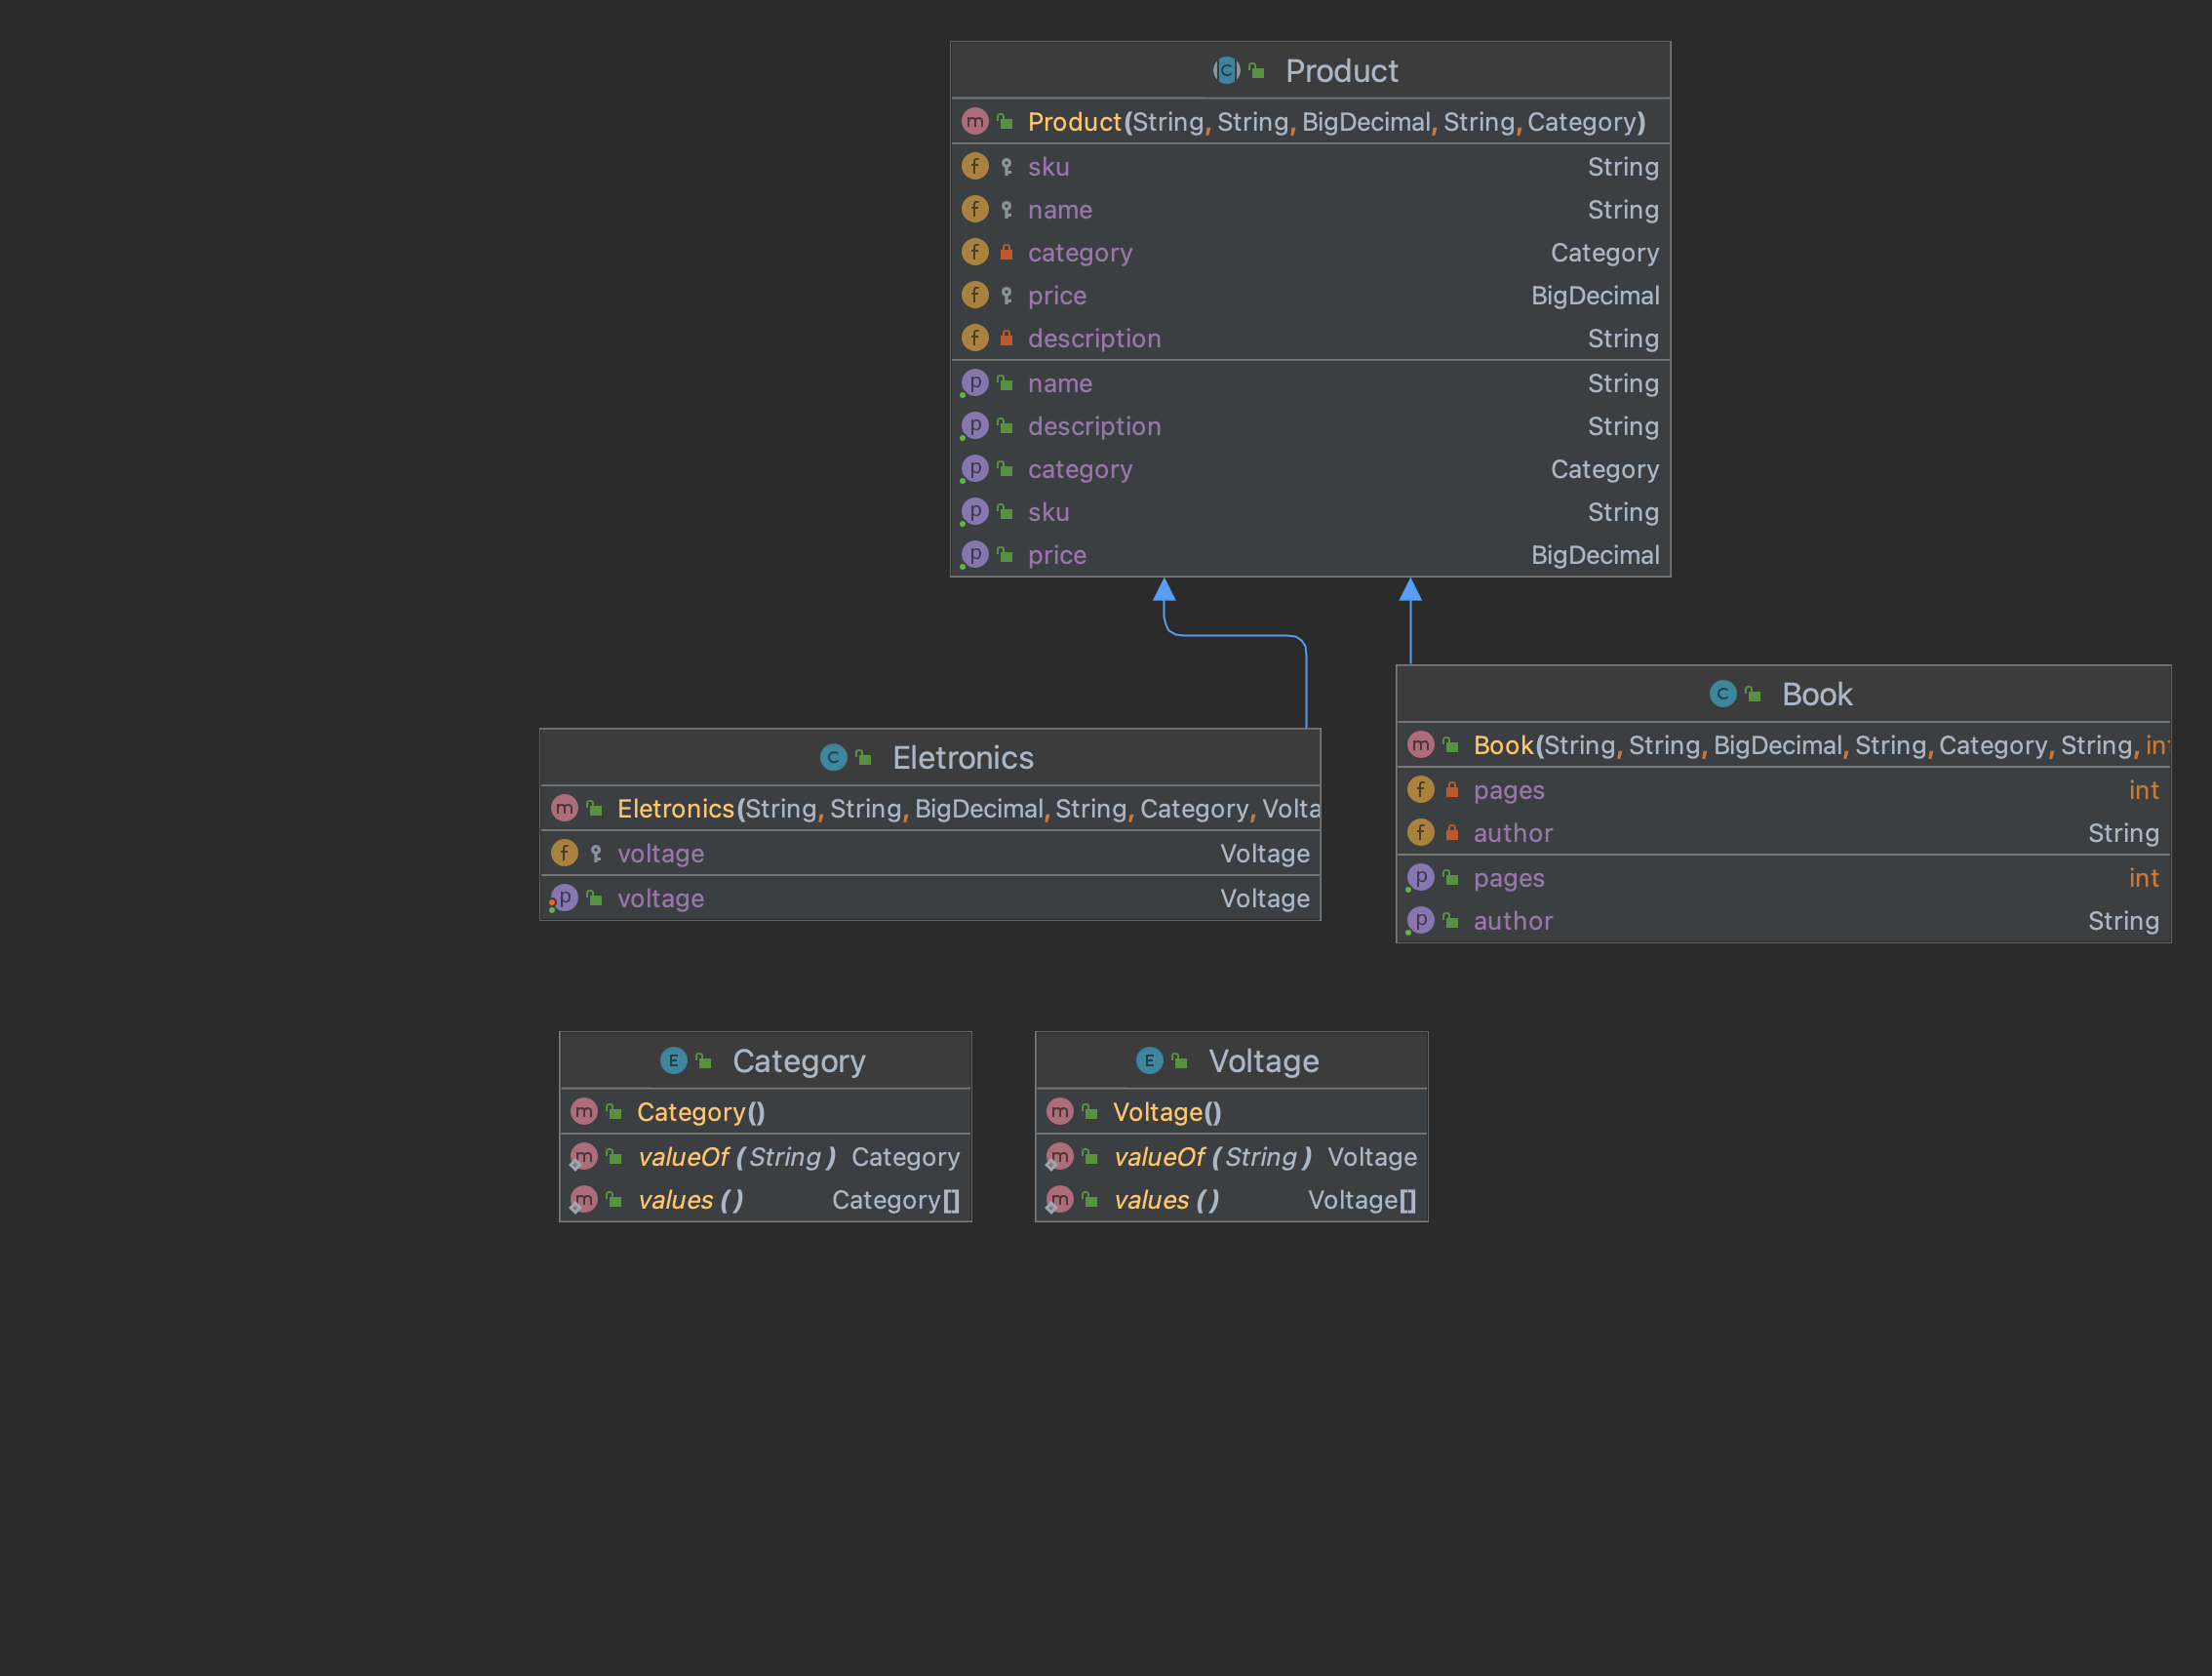 Product
Product(String, String, BigDecimal, String, Category)
sku String
name String
category Category
price BigDecimal
description String
name String
description String
category Category
sku String
price BigDecimal
Book
Book(String, String, BigDecimal, String, Category, String, int
pages int
author String
pages int
author String
Eletronics
Eletronics(String, String, BigDecimal, String, Category, Volta
voltage Voltage
voltage Voltage
Category
Category()
valueOf(String) Category
values() Category[]
Voltage
Voltage()
valueOf(String) Voltage
values() Voltage[]